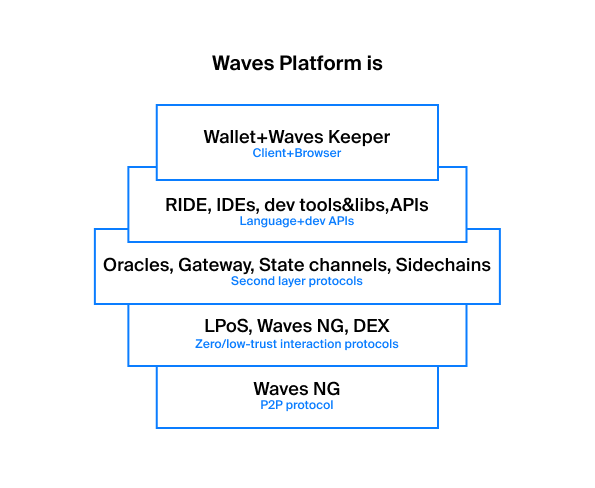 Waves Platform is
Wallet+Waves Keeper
Client+Browser
RIDE, IDEs, dev tools&libs,APIs
Language+dev APIs
Oracles, Gateway, State channels, Sidechains
Second layer protocols
LPoS, Waves NG, DEX
Zero/low-trust interaction protocols
Waves NG
P2P protocol